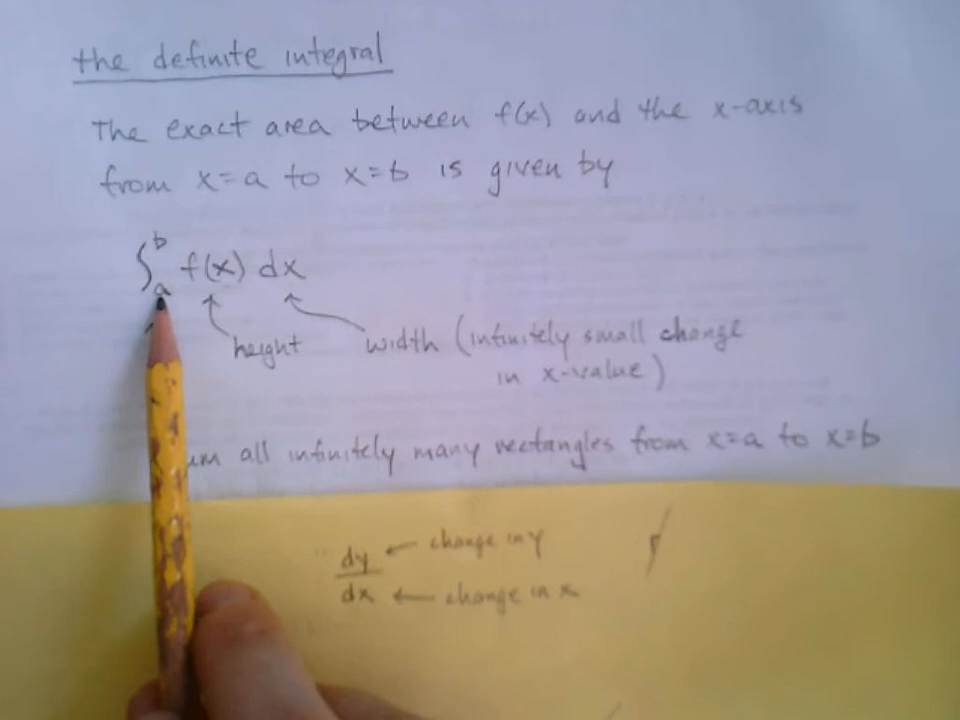 the definite integral
The exact area between f(x) and the x-axis
from x=a to x=b is given by
∫ₐᵇ f(x) dx
height
width (infinitely small change
in x-value)
all infinitely many rectangles from x=a to x=b
dy ← change in y
dx ← change in x